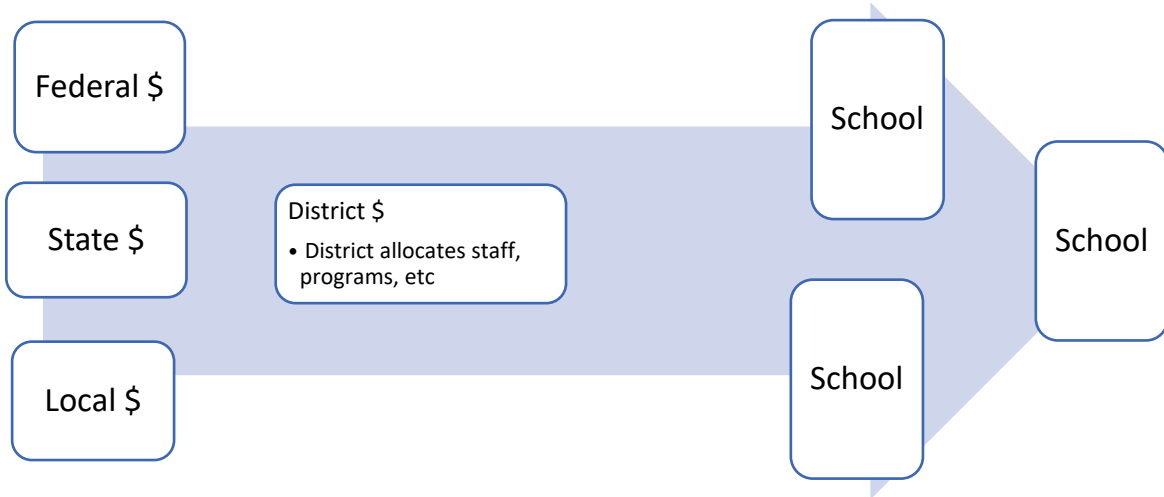 Federal $
State $
Local $
District $
• District allocates staff,
programs, etc
School
School
School